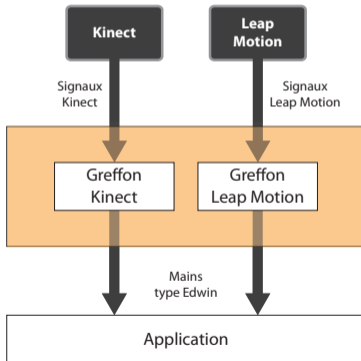 Kinect
Leap
Motion
Signaux
Kinect
Signaux
Leap Motion
Greffon
Kinect
Greffon
Leap Motion
Mains
type Edwin
Application